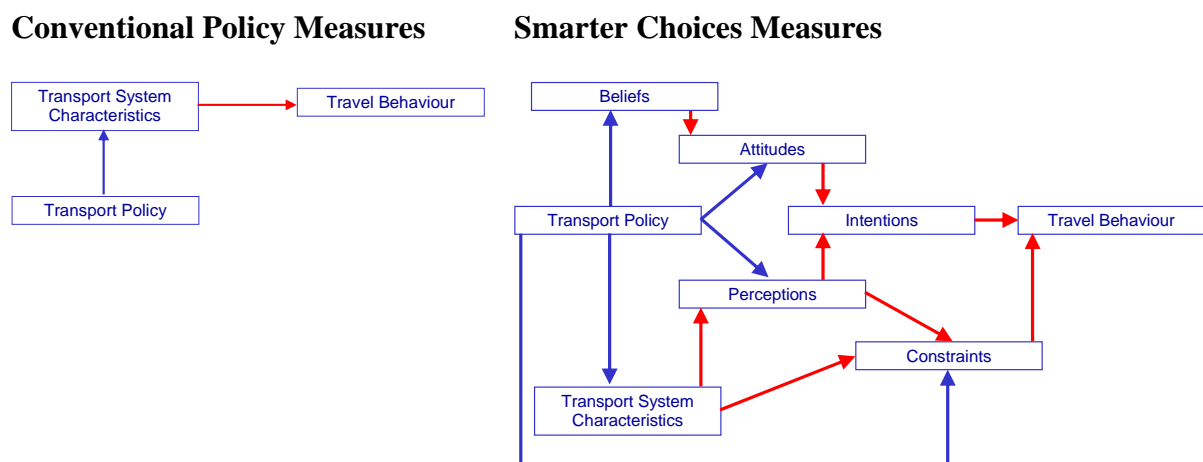 Conventional Policy Measures
Transport System
Characteristics
Travel Behaviour
Transport Policy
Smarter Choices Measures
Beliefs
Attitudes
Transport Policy
Intentions
Travel Behaviour
Perceptions
Constraints
Transport System
Characteristics